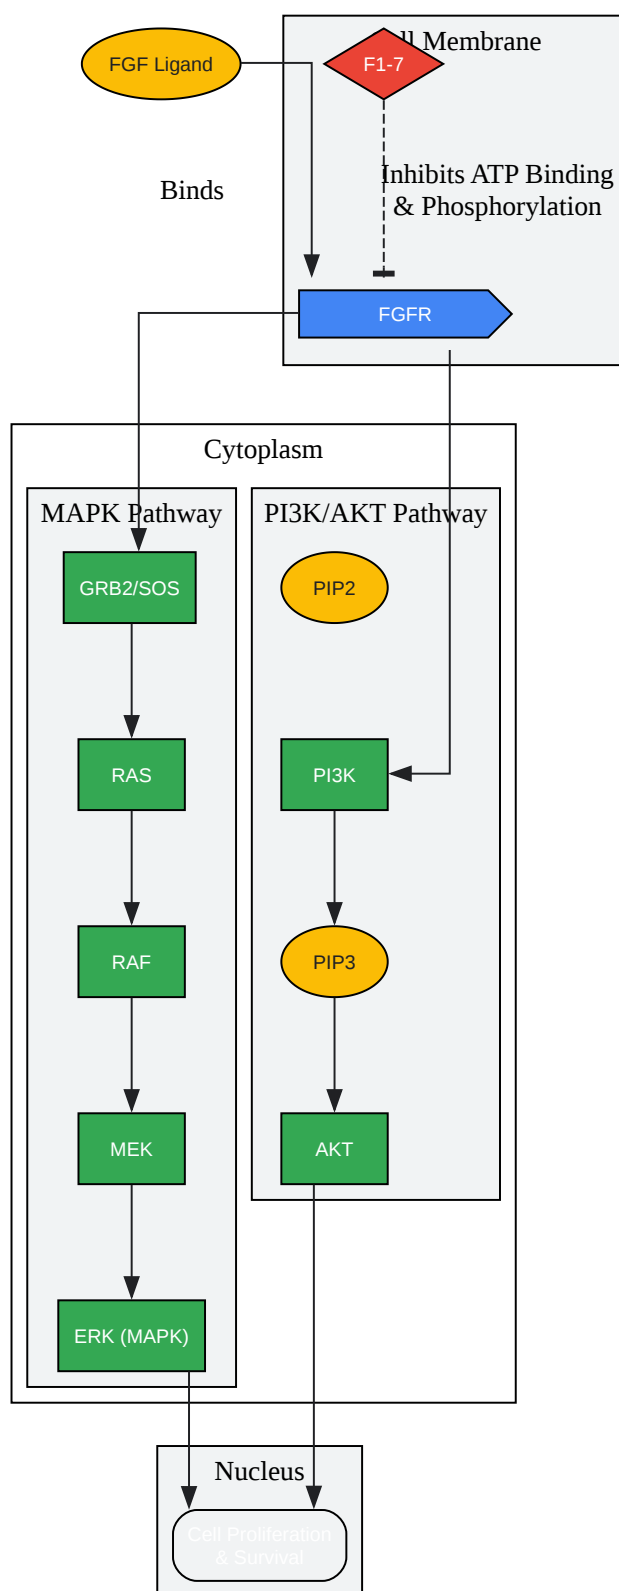 FGF Ligand
ll Membrane
F1-7
Binds
Inhibits ATP Binding
& Phosphorylation
FGFR
Cytoplasm
MAPK Pathway
PI3K/AKT Pathway
GRB2/SOS
PIP2
RAS
PI3K
RAF
PIP3
MEK
AKT
ERK (MAPK)
Nucleus
Cell Proliferation
& Survival